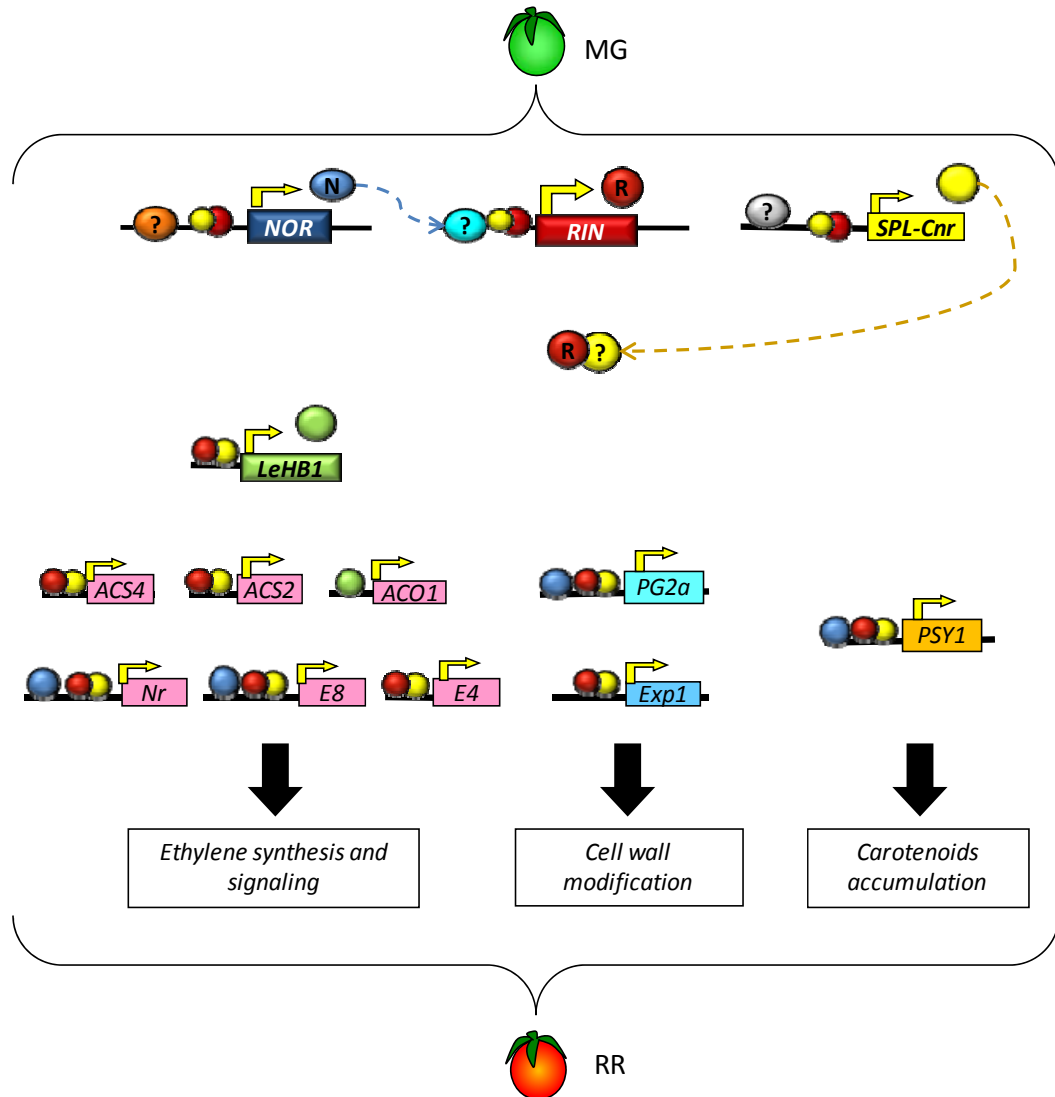 MG
N
R
? NOR
? RIN
? SPL-Cnr
R ?
LeHB1
ACS4 ACS2 ACO1 PG2a
PSY1
Nr E8 E4 Exp1
Ethylene synthesis and
signaling
Cell wall
modification
Carotenoids
accumulation
RR